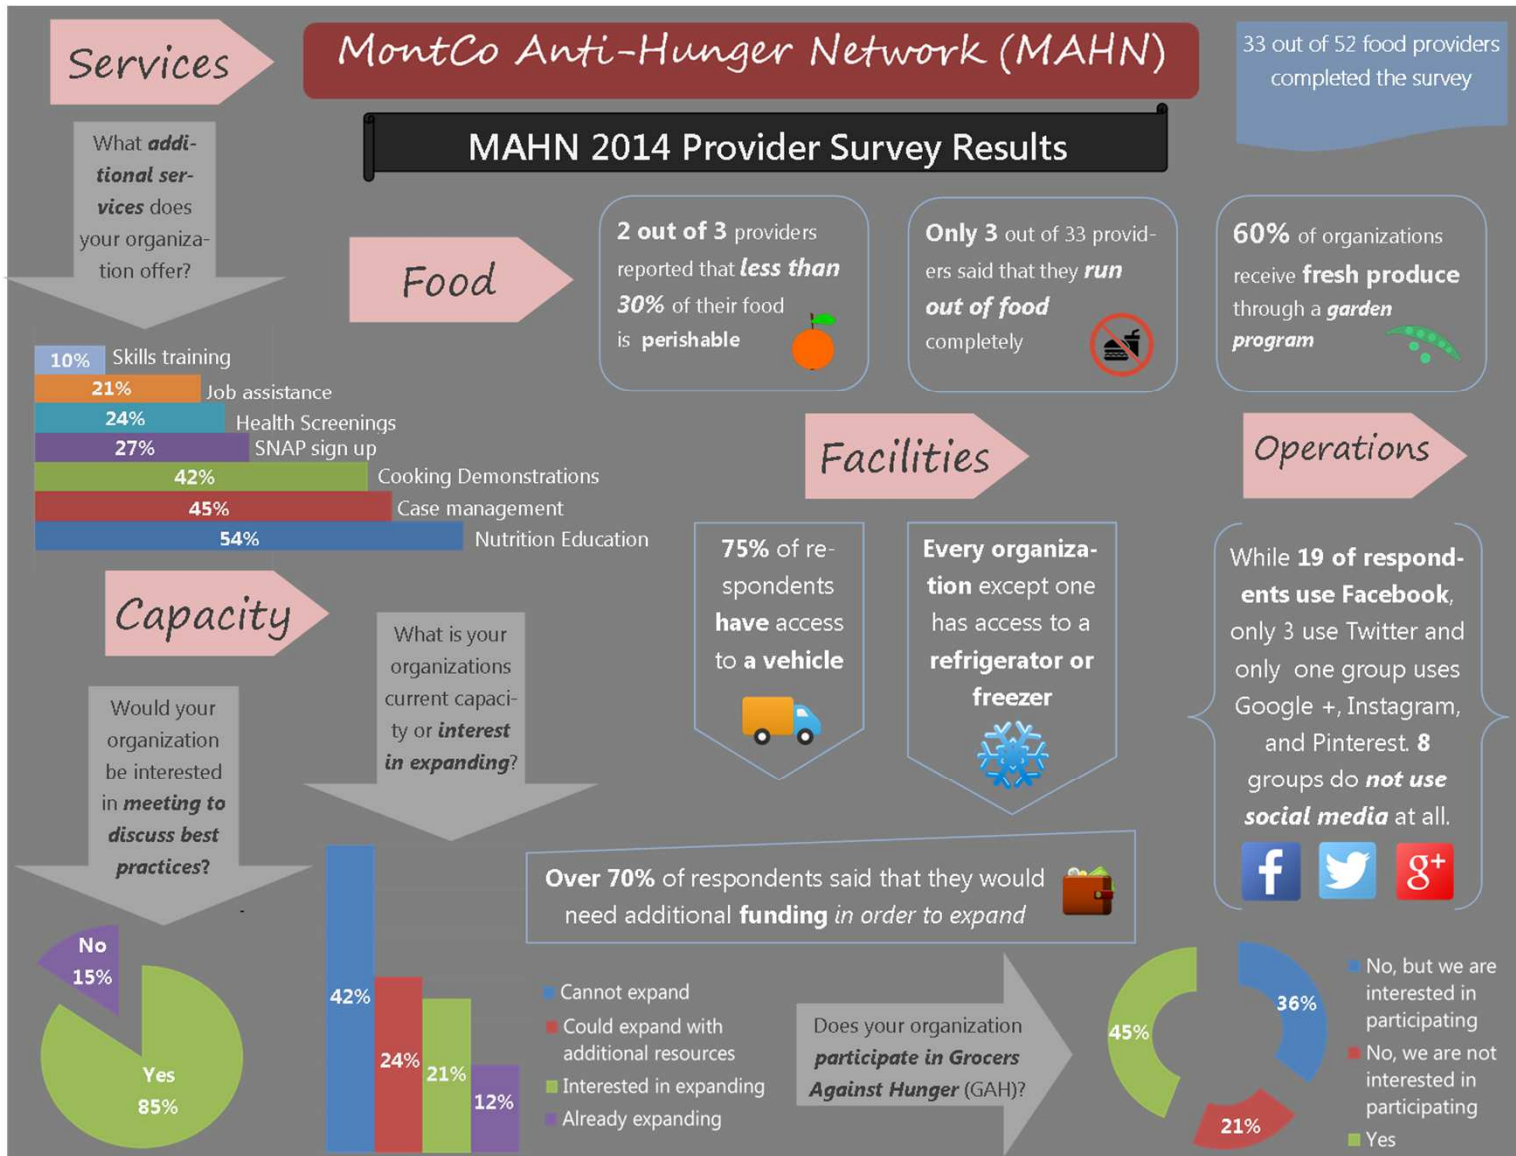 Services
MontCo Anti-Hunger Network (MAHN)
33 out of 52 food providers
completed the survey
MAHN 2014 Provider Survey Results
What addi-
tional ser-
vices does
your organiza-
tion offer?
10% Skills training
21% Job assistance
24% Health Screenings
27% SNAP sign up
42% Cooking Demonstrations
45% Case management
54% Nutrition Education
Food
2 out of 3 providers
reported that less than
30% of their food
is perishable
Only 3 out of 33 provid-
ers said that they run
out of food
completely
60% of organizations
receive fresh produce
through a garden
program
Facilities
75% of re-
spondents
have access
to a vehicle
Every organiza-
tion except one
has access to a
refrigerator or
freezer
Operations
While 19 of respond-
ents use Facebook,
only 3 use Twitter and
only one group uses
Google +, Instagram,
and Pinterest. 8
groups do not use
social media at all.
f
g+
Capacity
Would your
organization
be interested
in meeting to
discuss best
practices?
No
15%
Yes
85%
What is your
organizations
current capaci-
ty or interest
in expanding?
42%
24%
21%
12%
Cannot expand
Could expand with
additional resources
Interested in expanding
Already expanding
Over 70% of respondents said that they would
need additional funding in order to expand
Does your organization
participate in Grocers
Against Hunger (GAH)?
45%
36%
21%
No, but we are
interested in
participating
No, we are not
interested in
participating
Yes